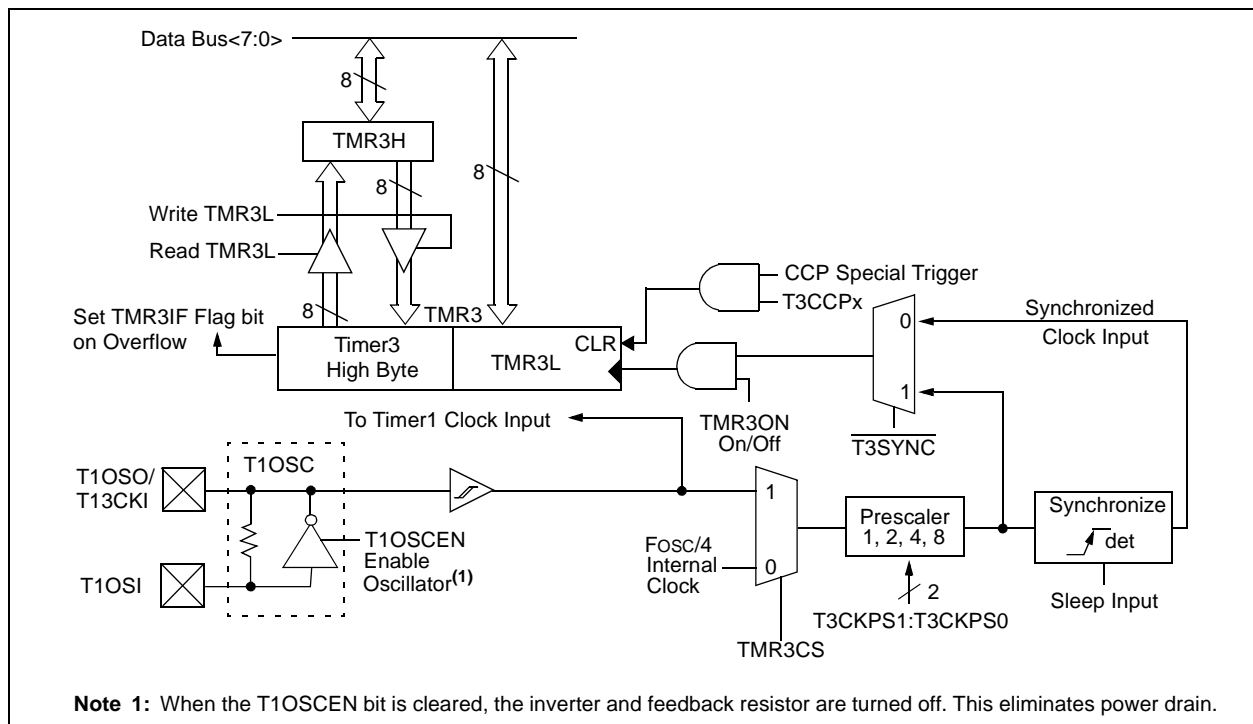 Data Bus<7:0>
8
TMR3H
8
8
Write TMR3L
Read TMR3L
CCP Special Trigger
8
TMR3
T3CCPx
Set TMR3IF Flag bit
on Overflow
Synchronized
Clock Input
0
CLR
Timer3
High Byte
TMR3L
1
To Timer1 Clock Input
TMR3ON
On/Off
T3SYNC
T1OSO/
T13CKI
T1OSC
1
Prescaler
1, 2, 4, 8
Synchronize
det
T1OSCEN
Enable
Oscillator(1)
FOSC/4
Internal
Clock
0
T1OSI
2
Sleep Input
T3CKPS1:T3CKPS0
TMR3CS
Note 1: When the T1OSCEN bit is cleared, the inverter and feedback resistor are turned off. This eliminates power drain.